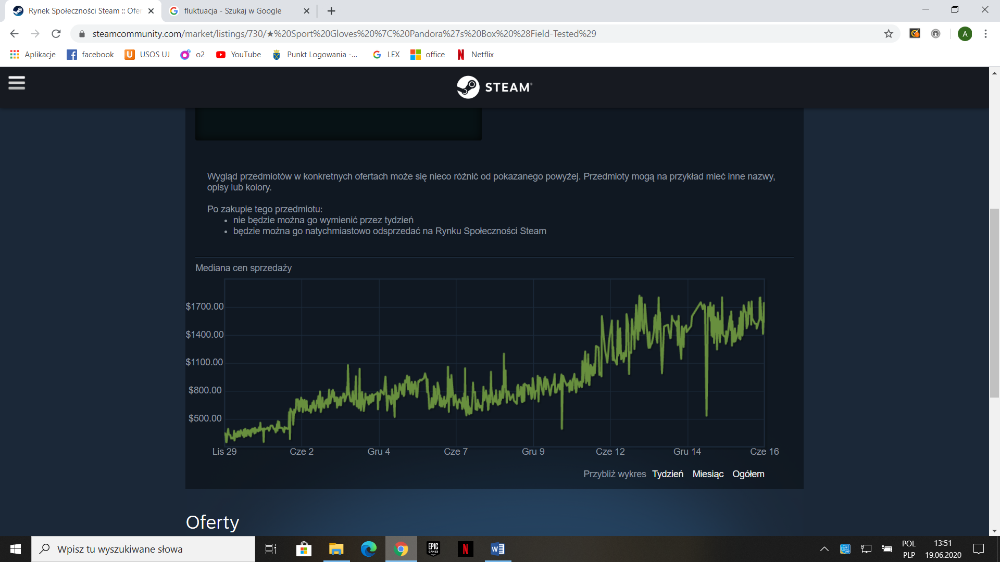 Rynek Społeczności Steam :: Ofer
fluktuacja - Szukaj w Google
steamcommunity.com/market/listings/730/★%20Sport%20Gloves%20%7C%20Pandora%27s%20Box%20%28Field-Tested%29
A
Aplikacje
facebook
USOS UJ
o2
YouTube
Punkt Logowania -...
LEX
office
Netflix
STEAM®
Wygląd przedmiotów w konkretnych ofertach może się nieco różnić od pokazanego powyżej. Przedmioty mogą na przykład mieć inne nazwy,
opisy lub kolory.
Po zakupie tego przedmiotu:
• nie będzie można go wymienić przez tydzień
• będzie można go natychmiastowo odsprzedać na Rynku Społeczności Steam
Mediana cen sprzedaży
$1700.00
$1400.00
$1100.00
$800.00
$500.00
Lis 29 Cze 2 Gru 4 Cze 7 Gru 9 Cze 12 Gru 14 Cze 16
Przybliż wykres Tydzień Miesiąc Ogółem
Oferty
Wpisz tu wyszukiwane słowa
EPIC
GAMES
POL
PLP
13:51
19.06.2020